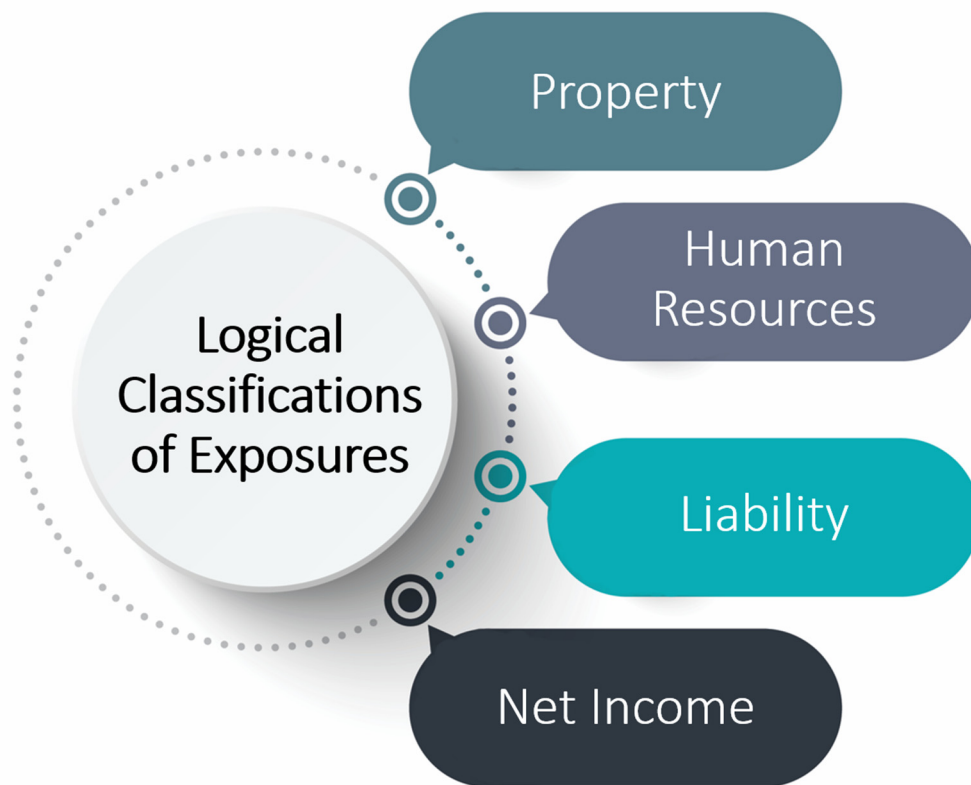 Property
Human
Resources
Logical
Classifications
of Exposures
Liability
Net Income